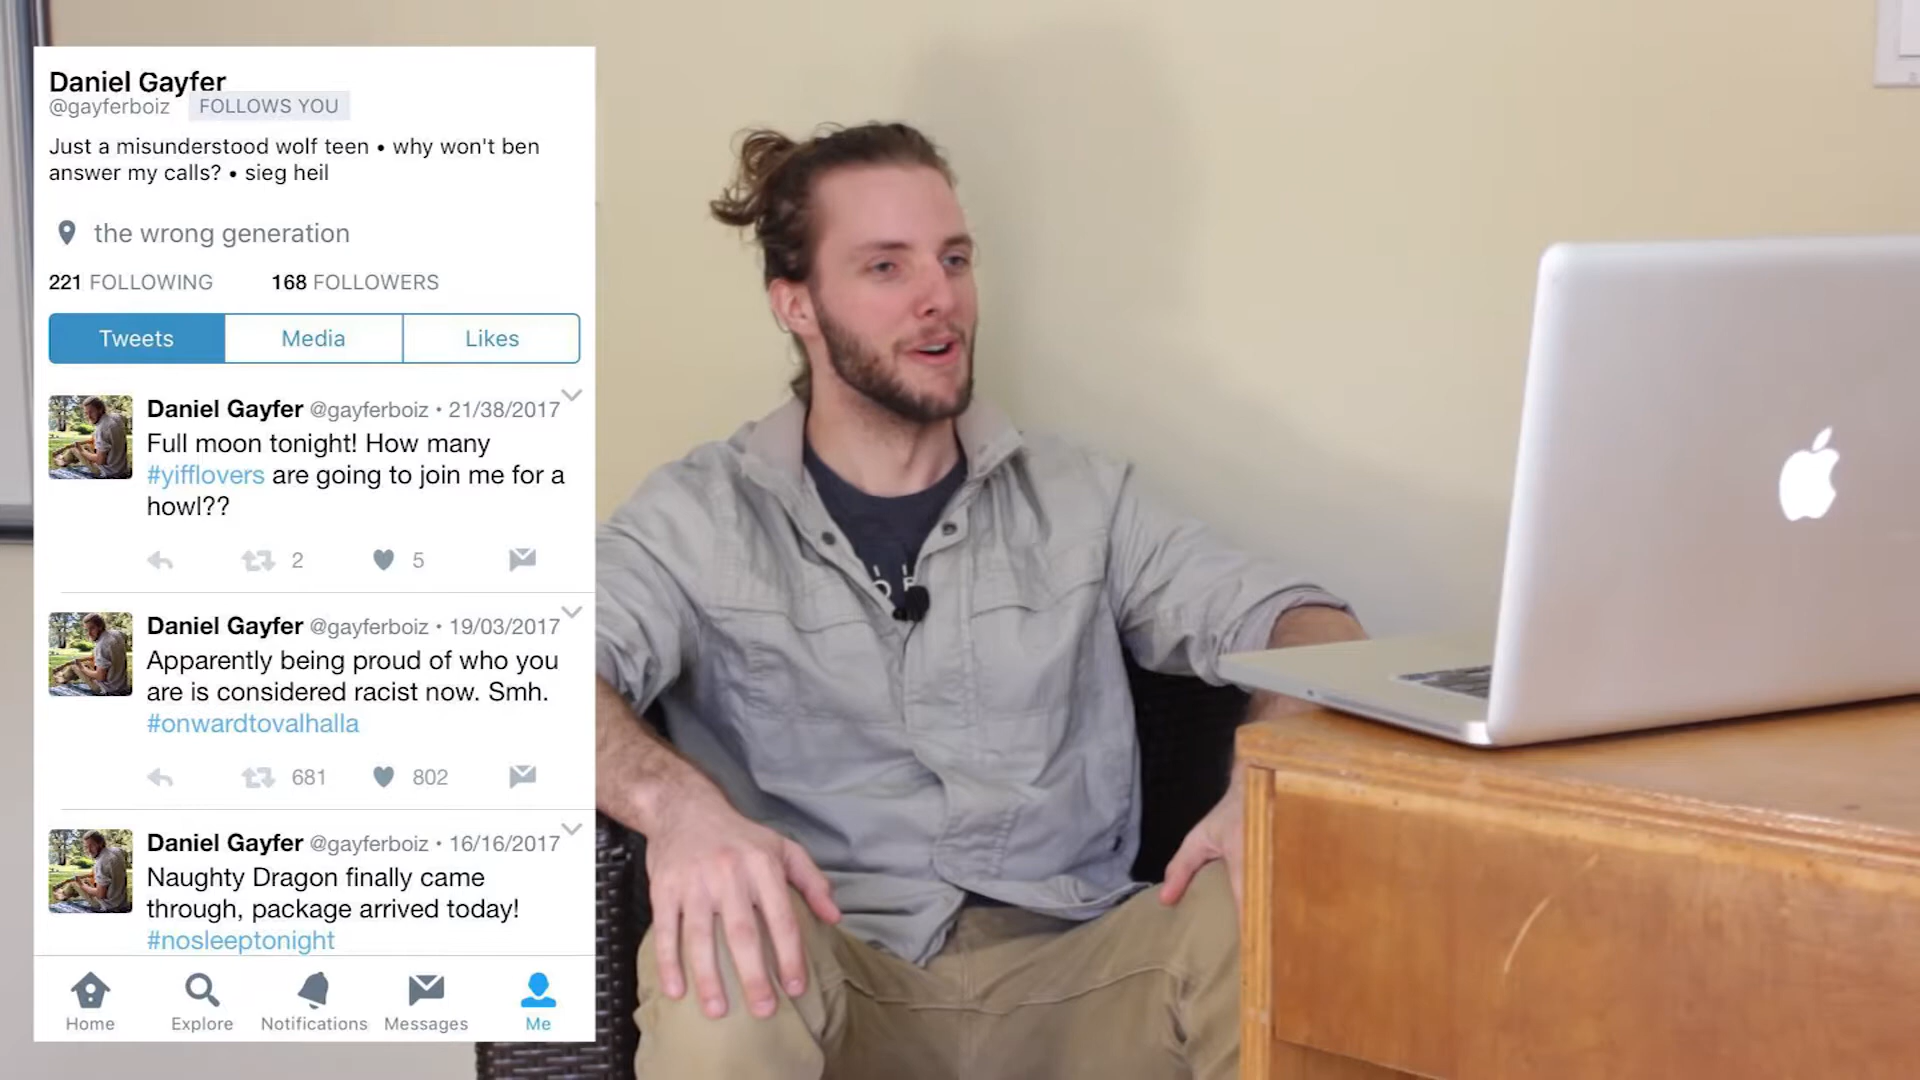 Daniel Gayfer
@gayferboiz FOLLOWS YOU
Just a misunderstood wolf teen • why won't ben
answer my calls? • sieg heil
the wrong generation
221 FOLLOWING 168 FOLLOWERS
Tweets Media Likes
Daniel Gayfer @gayferboiz • 21/38/2017
Full moon tonight! How many
#yifflovers are going to join me for a
howl??
2 5
Daniel Gayfer @gayferboiz • 19/03/2017
Apparently being proud of who you
are is considered racist now. Smh.
#onwardtovalhalla
681 802
Daniel Gayfer @gayferboiz • 16/16/2017
Naughty Dragon finally came
through, package arrived today!
#nosleeptonight
Home Explore Notifications Messages Me